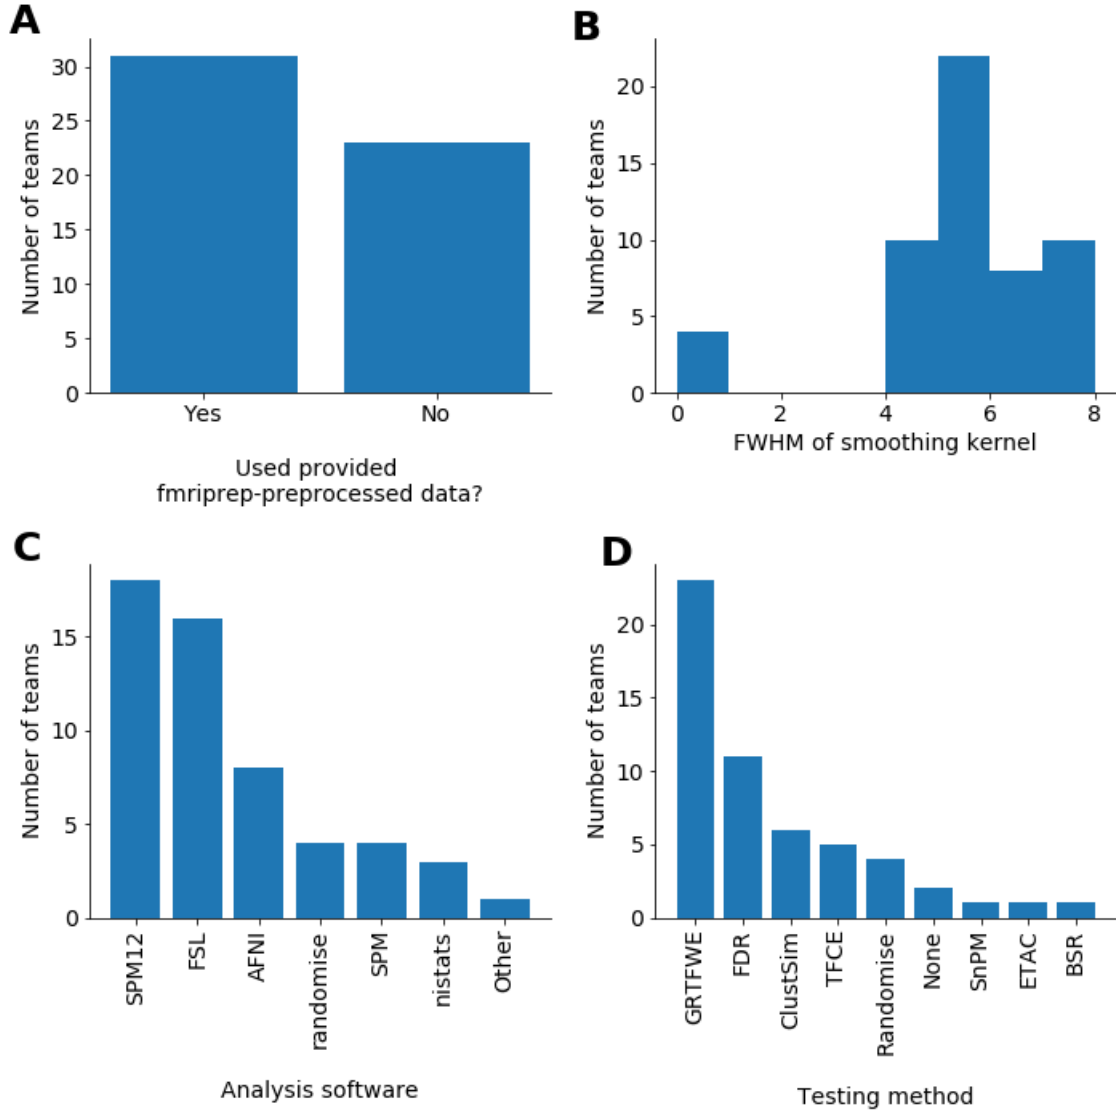 A
Number of teams
30
25
20
15
10
5
0
Yes No
Used provided
fmriprep-preprocessed data?
B
Number of teams
20
15
10
5
0
0 2 4 6 8
FWHM of smoothing kernel
C
Number of teams
15
10
5
0
SPM12
FSL
AFNI
randomise
SPM
nistats
Other
Analysis software
D
Number of teams
20
15
10
5
0
GRTFWE
FDR
ClustSim
TFCE
Randomise
None
SnPM
ETAC
BSR
Testing method